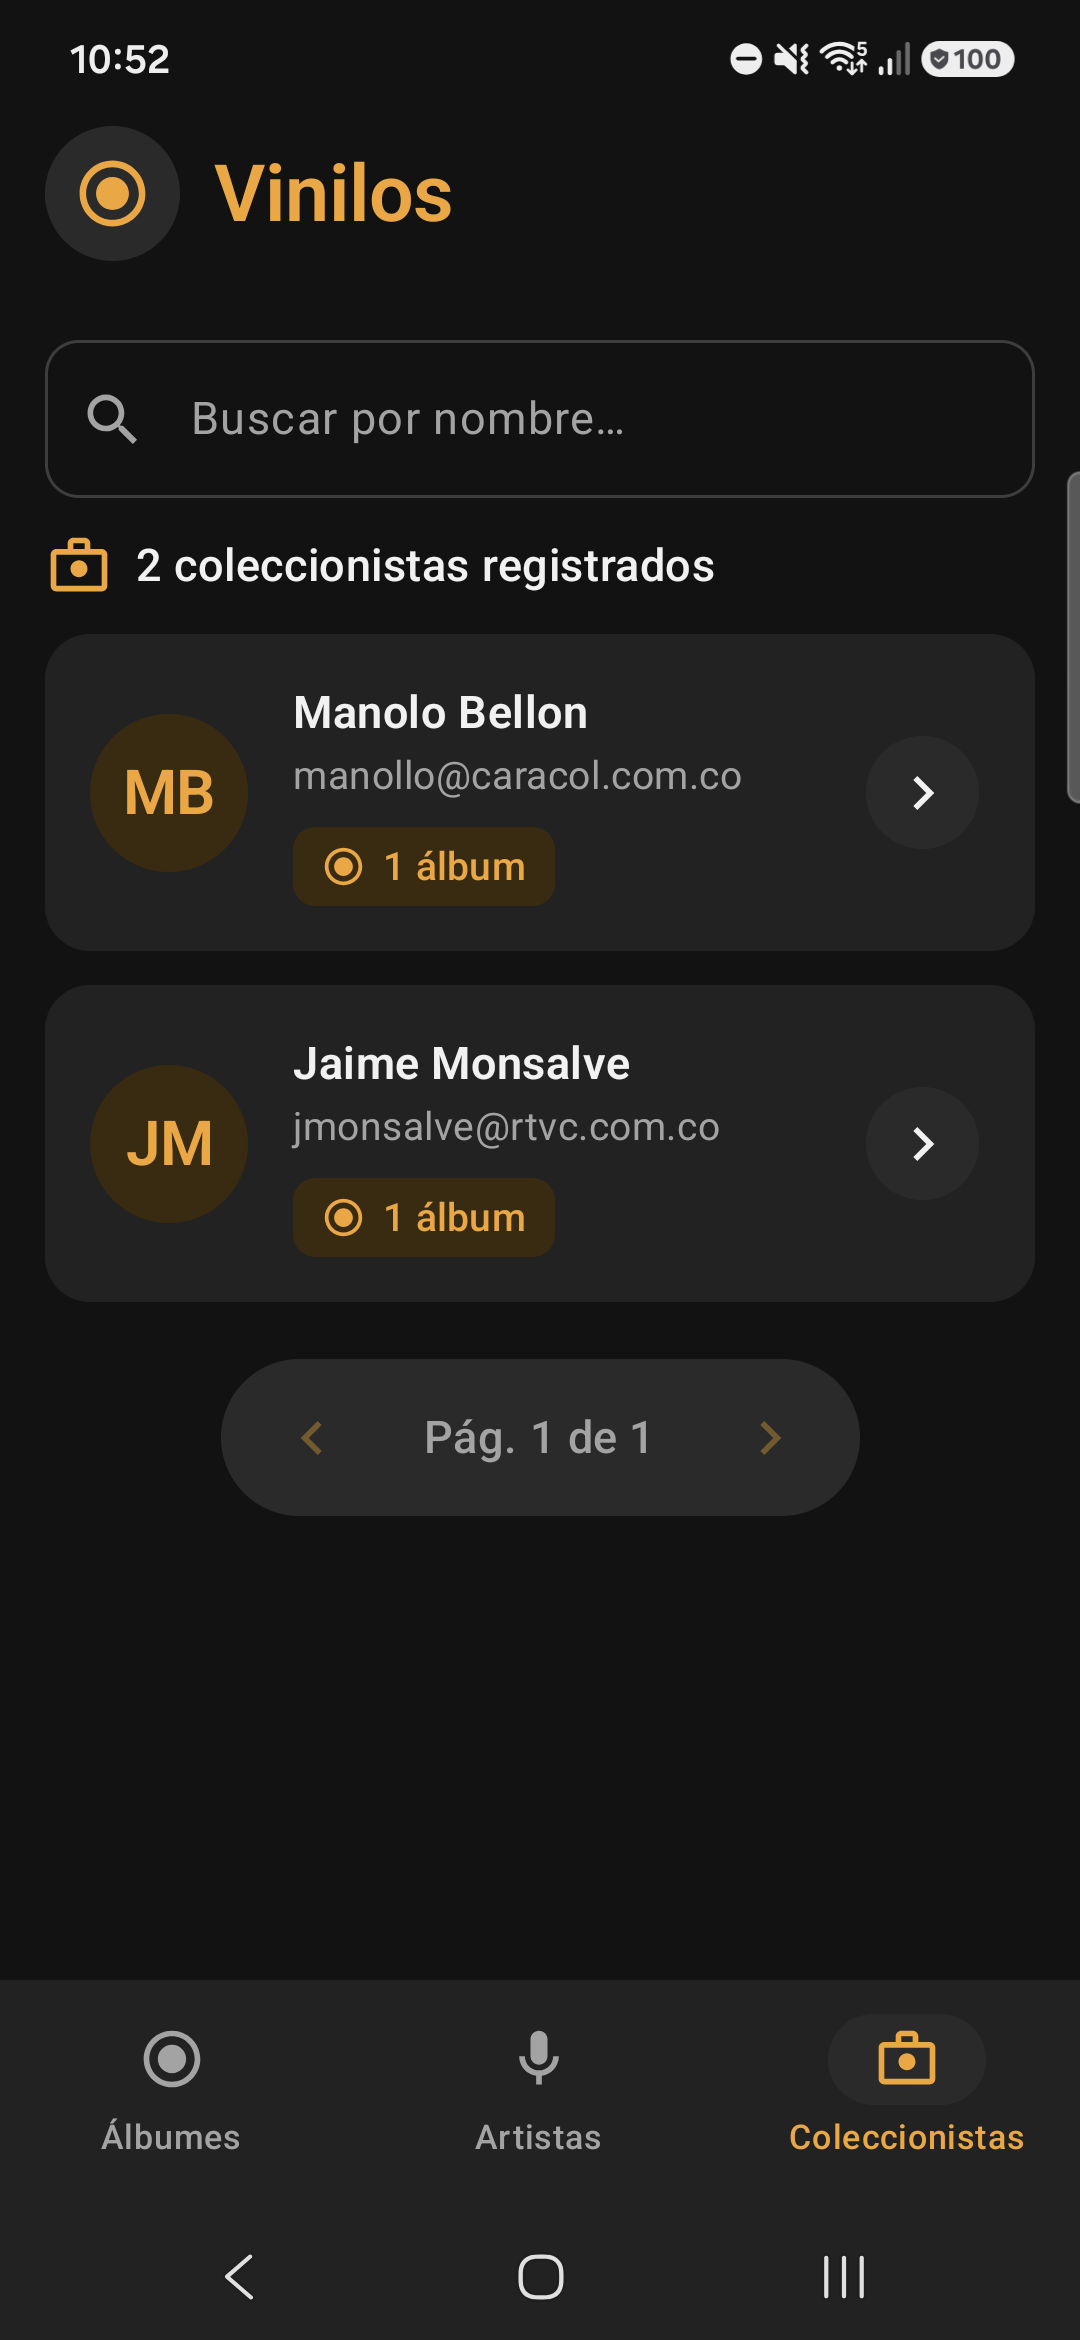 10:52
5
100
Vinilos
Buscar por nombre...
2 coleccionistas registrados
MB
Manolo Bellon
manollo@caracol.com.co
1 álbum
JM
Jaime Monsalve
jmonsalve@rtvc.com.co
1 álbum
Pág. 1 de 1
Álbumes
Artistas
Coleccionistas